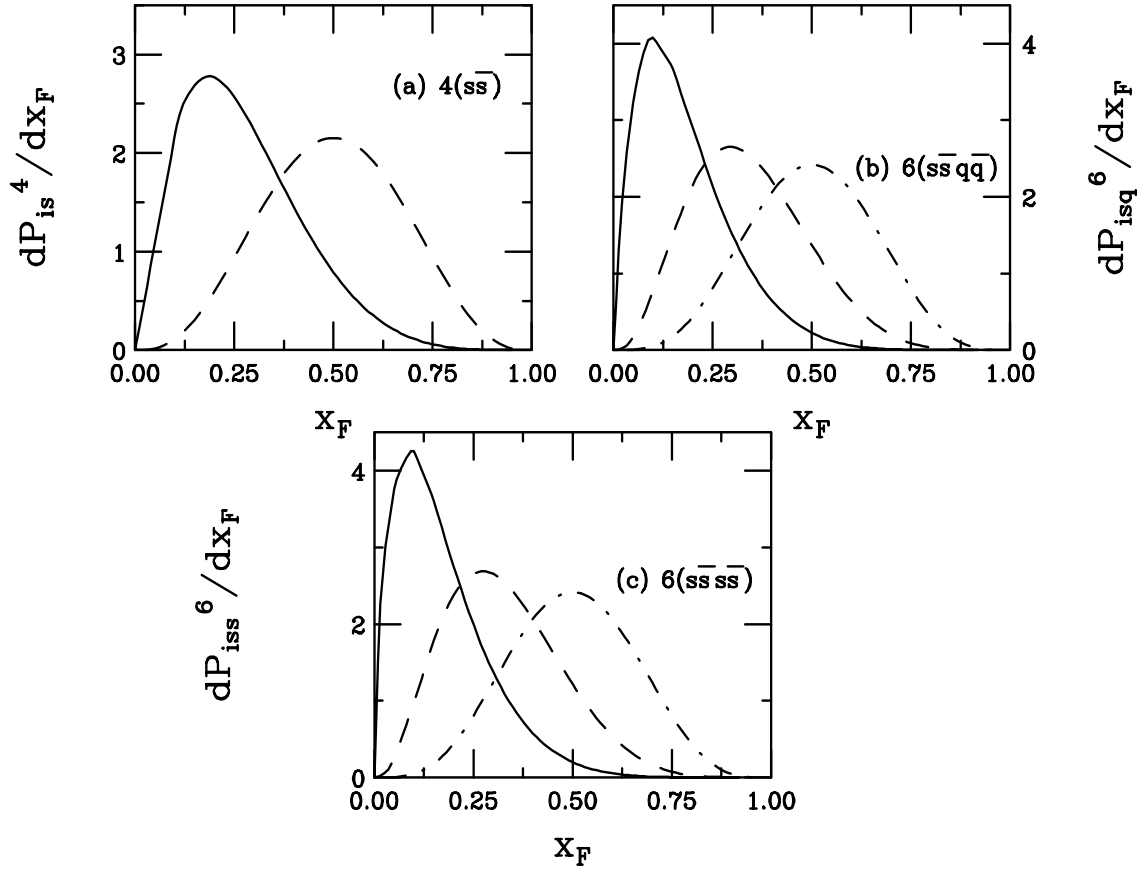 (a) 4(ss̅)
dP_is^4/dx_F
3
2
1
0
0.00 0.25 0.50 0.75 1.00
x_F
(b) 6(ss̅qq̅)
dP_isq^6/dx_F
4
2
0
0.00 0.25 0.50 0.75 1.00
x_F
(c) 6(ss̅ss̅)
dP_iss^6/dx_F
4
2
0
0.00 0.25 0.50 0.75 1.00
x_F